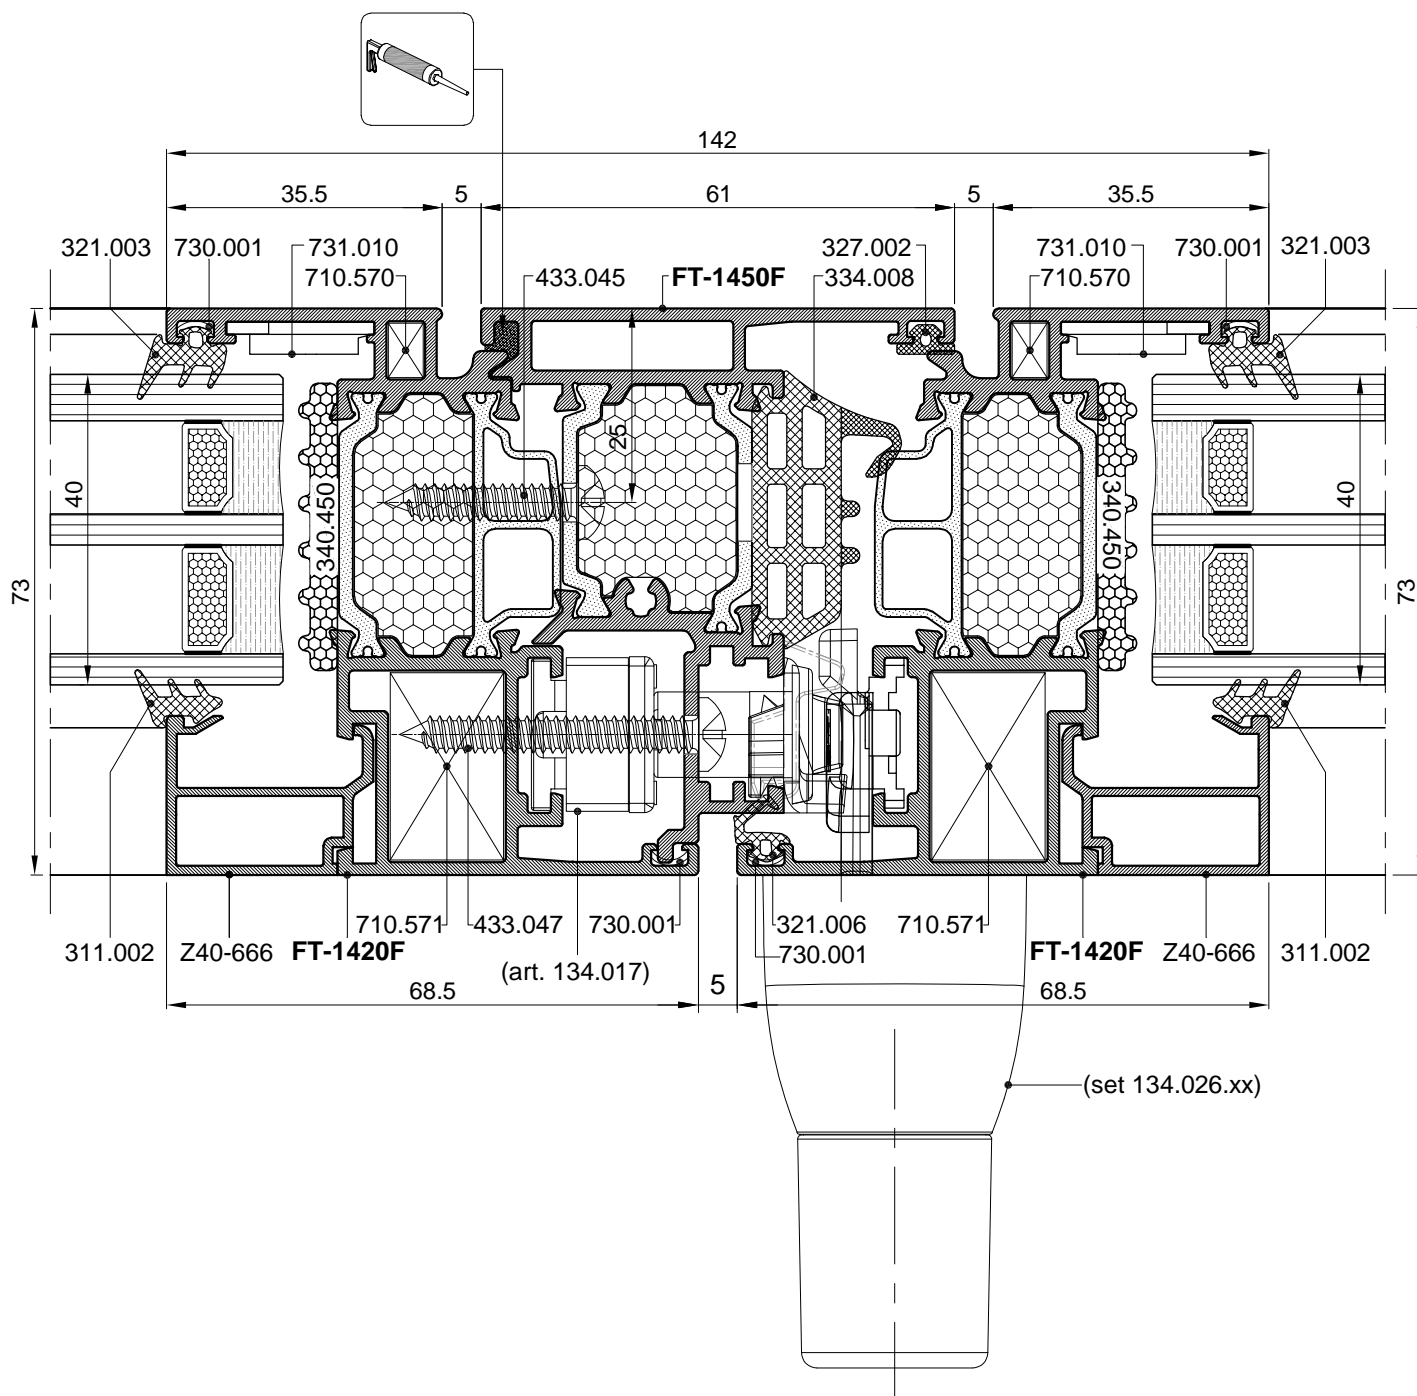 142
35.5 5 61 5 35.5
321.003 730.001 731.010 327.002 731.010 730.001 321.003
710.570 433.045 FT-1450F 334.008 710.570
25
40 340.450 340.450 40
73 73
710.571 433.047 730.001 321.006 710.571
311.002 Z40-666 FT-1420F (art. 134.017) 730.001 FT-1420F Z40-666 311.002
68.5 5 68.5
(set 134.026.xx)